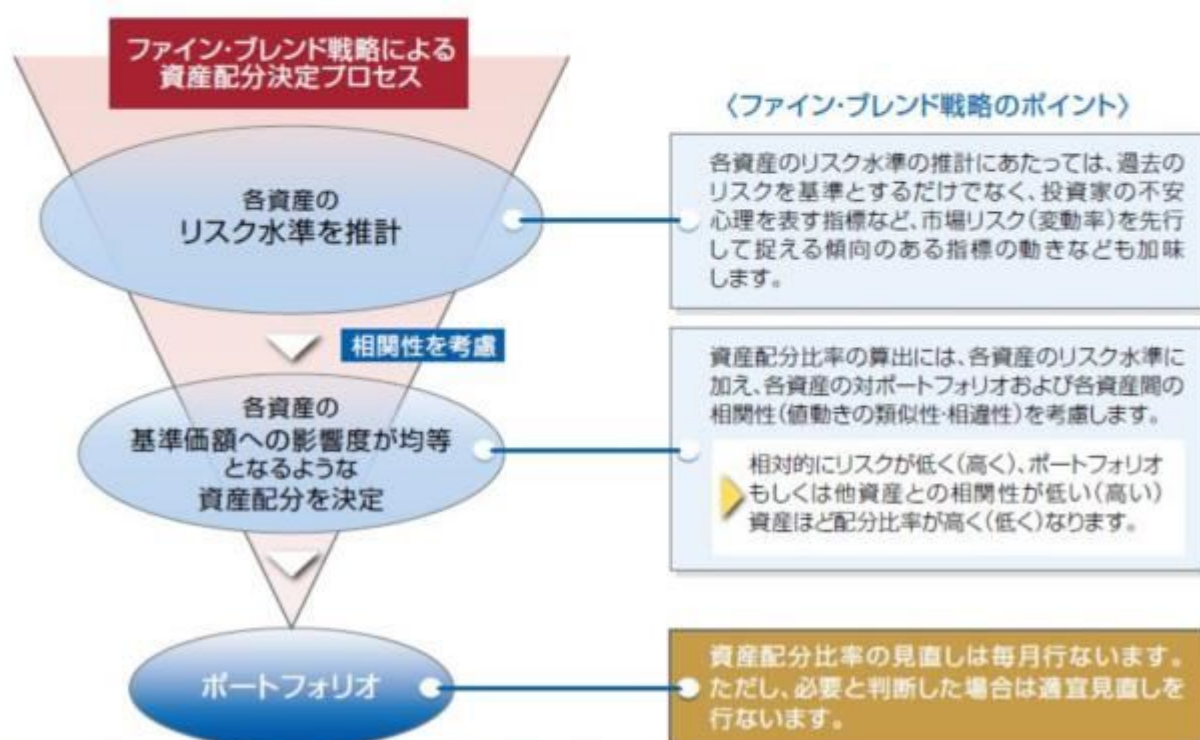 ファイン・ブレンド戦略による
資産配分決定プロセス
各資産の
リスク水準を推計
相関性を考慮
各資産の
基準価額への影響度が均等
となるような
資産配分を決定
ポートフォリオ
〈ファイン・ブレンド戦略のポイント〉
各資産のリスク水準の推計にあたっては、過去の
リスクを基準とするだけでなく、投資家の不安
心理を表す指標など、市場リスク(変動率)を先行
して捉える傾向のある指標の動きなども加味
します。
資産配分比率の算出には、各資産のリスク水準に
加え、各資産の対ポートフォリオおよび各資産間の
相関性(値動きの類似性・相違性)を考慮します。
相対的にリスクが低く(高く)、ポートフォリオ
もしくは他資産との相関性が低い(高い)
資産ほど配分比率が高く(低く)なります。
資産配分比率の見直しは毎月行ないます。
ただし、必要と判断した場合は適宜見直しを
行ないます。